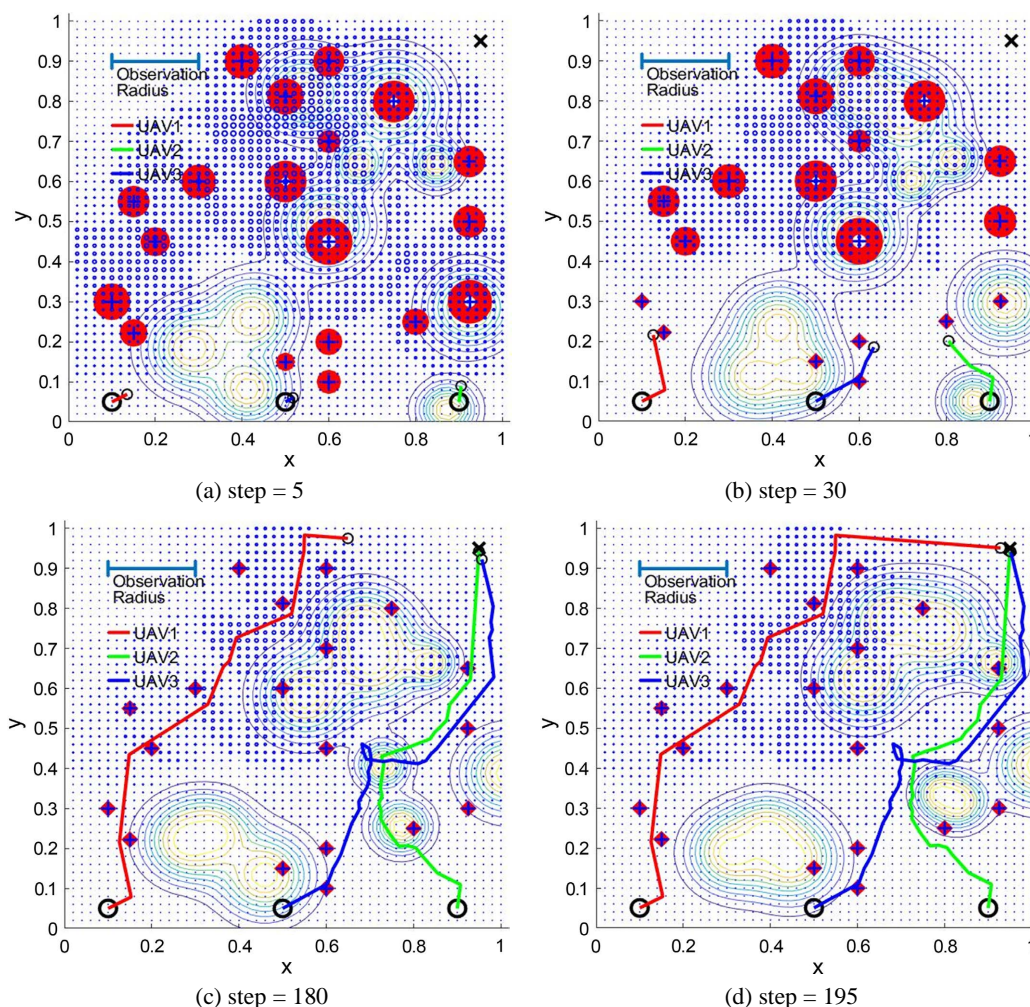 1
0.9
0.8
0.7
0.6
0.5
0.4
0.3
0.2
0.1
0
y
Observation
Radius
UAV1
UAV2
UAV3
0 0.2 0.4 0.6 0.8 1
x
(a) step = 5
1
0.9
0.8
0.7
0.6
0.5
0.4
0.3
0.2
0.1
0
y
Observation
Radius
UAV1
UAV2
UAV3
0 0.2 0.4 0.6 0.8 1
x
(b) step = 30
1
0.9
0.8
0.7
0.6
0.5
0.4
0.3
0.2
0.1
0
y
Observation
Radius
UAV1
UAV2
UAV3
0 0.2 0.4 0.6 0.8 1
x
(c) step = 180
1
0.9
0.8
0.7
0.6
0.5
0.4
0.3
0.2
0.1
0
y
Observation
Radius
UAV1
UAV2
UAV3
0 0.2 0.4 0.6 0.8 1
x
(d) step = 195